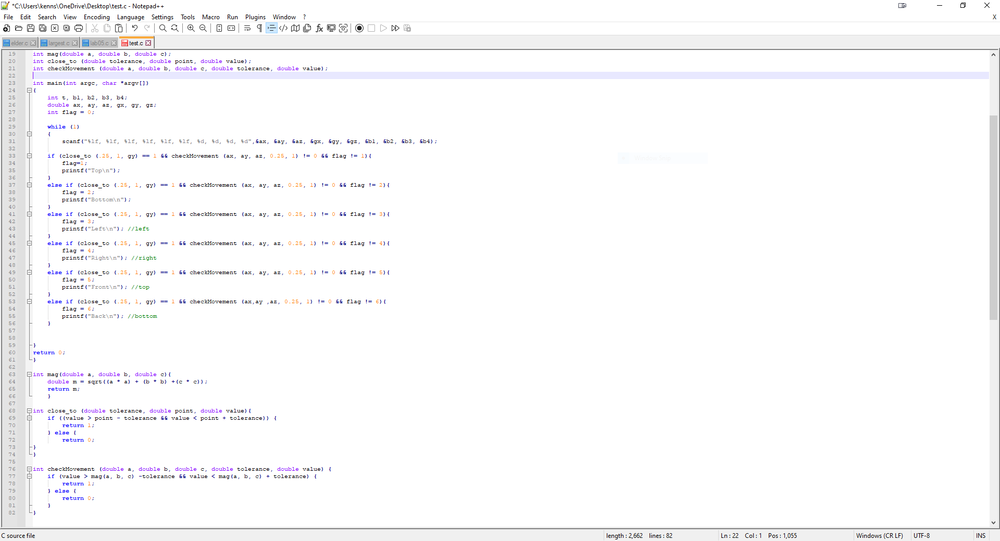 *C:\Users\kenns\OneDrive\Desktop\test.c - Notepad++
File Edit Search View Encoding Language Settings Tools Macro Run Plugins Window ? X
elder.c largest.c lab05.c test.c
19 int mag(double a, double b, double c);
20 int close_to (double tolerance, double point, double value);
21 int checkMovement (double a, double b, double c, double tolerance, double value);
22
23 int main(int argc, char *argv[])
24 {
25 int t, b1, b2, b3, b4;
26 double ax, ay, az, gx, gy, gz;
27 int flag = 0;
28
29 while (1)
30 {
31 scanf("%lf, %lf, %lf, %lf, %lf, %lf, %d, %d, %d, %d",&ax, &ay, &az, &gx, &gy, &gz, &b1, &b2, &b3, &b4);
32
33 if (close_to (.25, 1, gy) == 1 && checkMovement (ax, ay, az, 0.25, 1) != 0 && flag != 1){
34 flag=1;
35 printf("Top\n");
36 }
37 else if (close_to (.25, 1, gy) == 1 && checkMovement (ax, ay, az, 0.25, 1) != 0 && flag != 2){
38 flag = 2;
39 printf("Bottom\n");
40 }
41 else if (close_to (.25, 1, gy) == 1 && checkMovement (ax, ay, az, 0.25, 1) != 0 && flag != 3){
42 flag = 3;
43 printf("Left\n"); //left
44 }
45 else if (close_to (.25, 1, gy) == 1 && checkMovement (ax, ay, az, 0.25, 1) != 0 && flag != 4){
46 flag = 4;
47 printf("Right\n"); //right
48 }
49 else if (close_to (.25, 1, gy) == 1 && checkMovement (ax, ay, az, 0.25, 1) != 0 && flag != 5){
50 flag = 5;
51 printf("Front\n"); //top
52 }
53 else if (close_to (.25, 1, gy) == 1 && checkMovement (ax,ay ,az, 0.25, 1) != 0 && flag != 6){
54 flag = 6;
55 printf("Back\n"); //bottom
56 }
57
58
59 }
60 return 0;
61 }
62
63 int mag(double a, double b, double c){
64 double m = sqrt((a * a) + (b * b) +(c * c));
65 return m;
66 }
67
68 int close_to (double tolerance, double point, double value){
69 if ((value > point - tolerance && value < point + tolerance)) {
70 return 1;
71 } else {
72 return 0;
73 }
74 }
75
76 int checkMovement (double a, double b, double c, double tolerance, double value) {
77 if (value > mag(a, b, c) -tolerance && value < mag(a, b, c) + tolerance) {
78 return 1;
79 } else {
80 return 0;
81 }
82 }
C source file length : 2,662 lines : 82 Ln : 22 Col : 1 Pos : 1,055 Windows (CR LF) UTF-8 INS